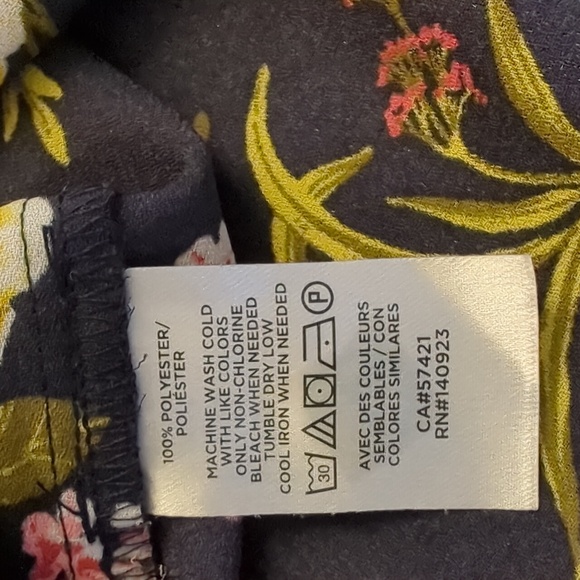 100% POLYESTER/
POLIÉSTER
MACHINE WASH COLD
WITH LIKE COLORS
ONLY NON-CHLORINE
BLEACH WHEN NEEDED
TUMBLE DRY LOW
COOL IRON WHEN NEEDED
30 P
AVEC DES COULEURS
SEMBLABLES / CON
COLORES SIMILARES
CA#57421
RN#140923